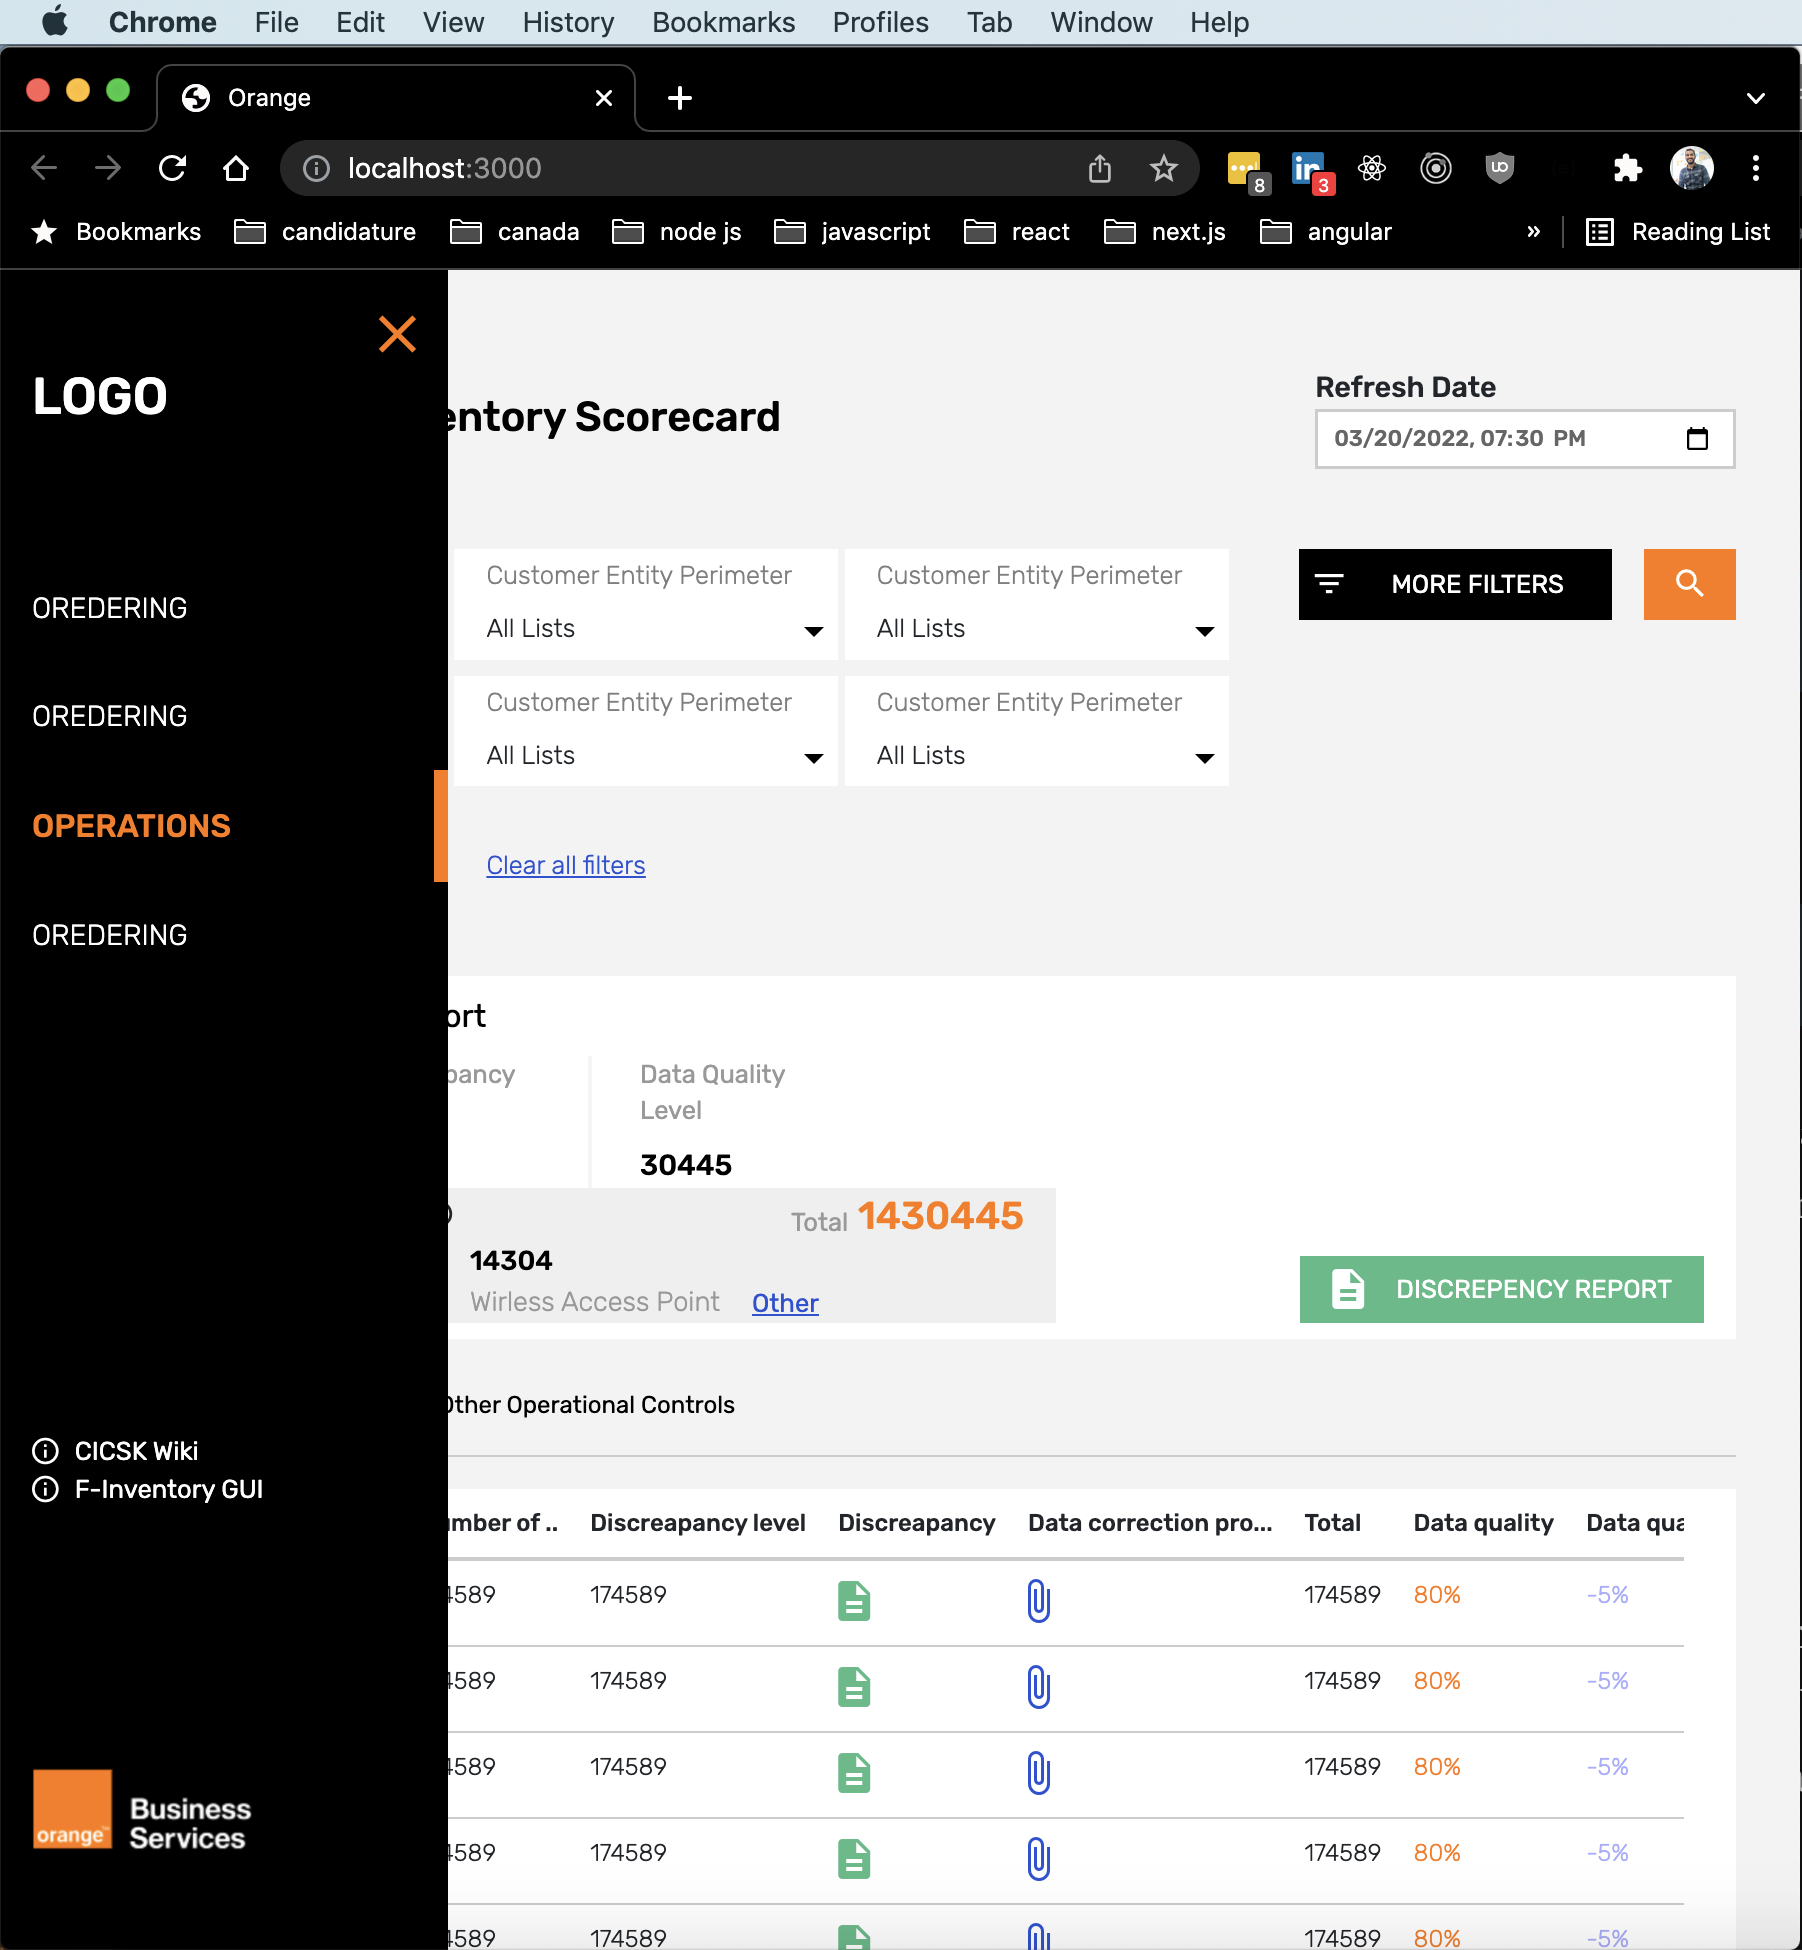 Chrome File Edit View History Bookmarks Profiles Tab Window Help
Orange
localhost:3000
8
in 3
Bookmarks candidature canada node js javascript react next.js angular » Reading List
LOGO
OREDERING
OREDERING
OPERATIONS
OREDERING
CICSK Wiki
F-Inventory GUI
orange™
Business
Services
entory Scorecard
Refresh Date
03/20/2022, 07:30 PM
Customer Entity Perimeter
All Lists
Customer Entity Perimeter
All Lists
MORE FILTERS
Customer Entity Perimeter
All Lists
Customer Entity Perimeter
All Lists
Clear all filters
ort
pancy
Data Quality
Level
30445
Total 1430445
14304
Wirless Access Point Other
DISCREPENCY REPORT
Other Operational Controls
umber of .. Discreapancy level Discreapancy Data correction pro... Total Data quality Data qua
4589 174589 174589 80% -5%
4589 174589 174589 80% -5%
4589 174589 174589 80% -5%
4589 174589 174589 80% -5%
4589 174589 174589 80% -5%